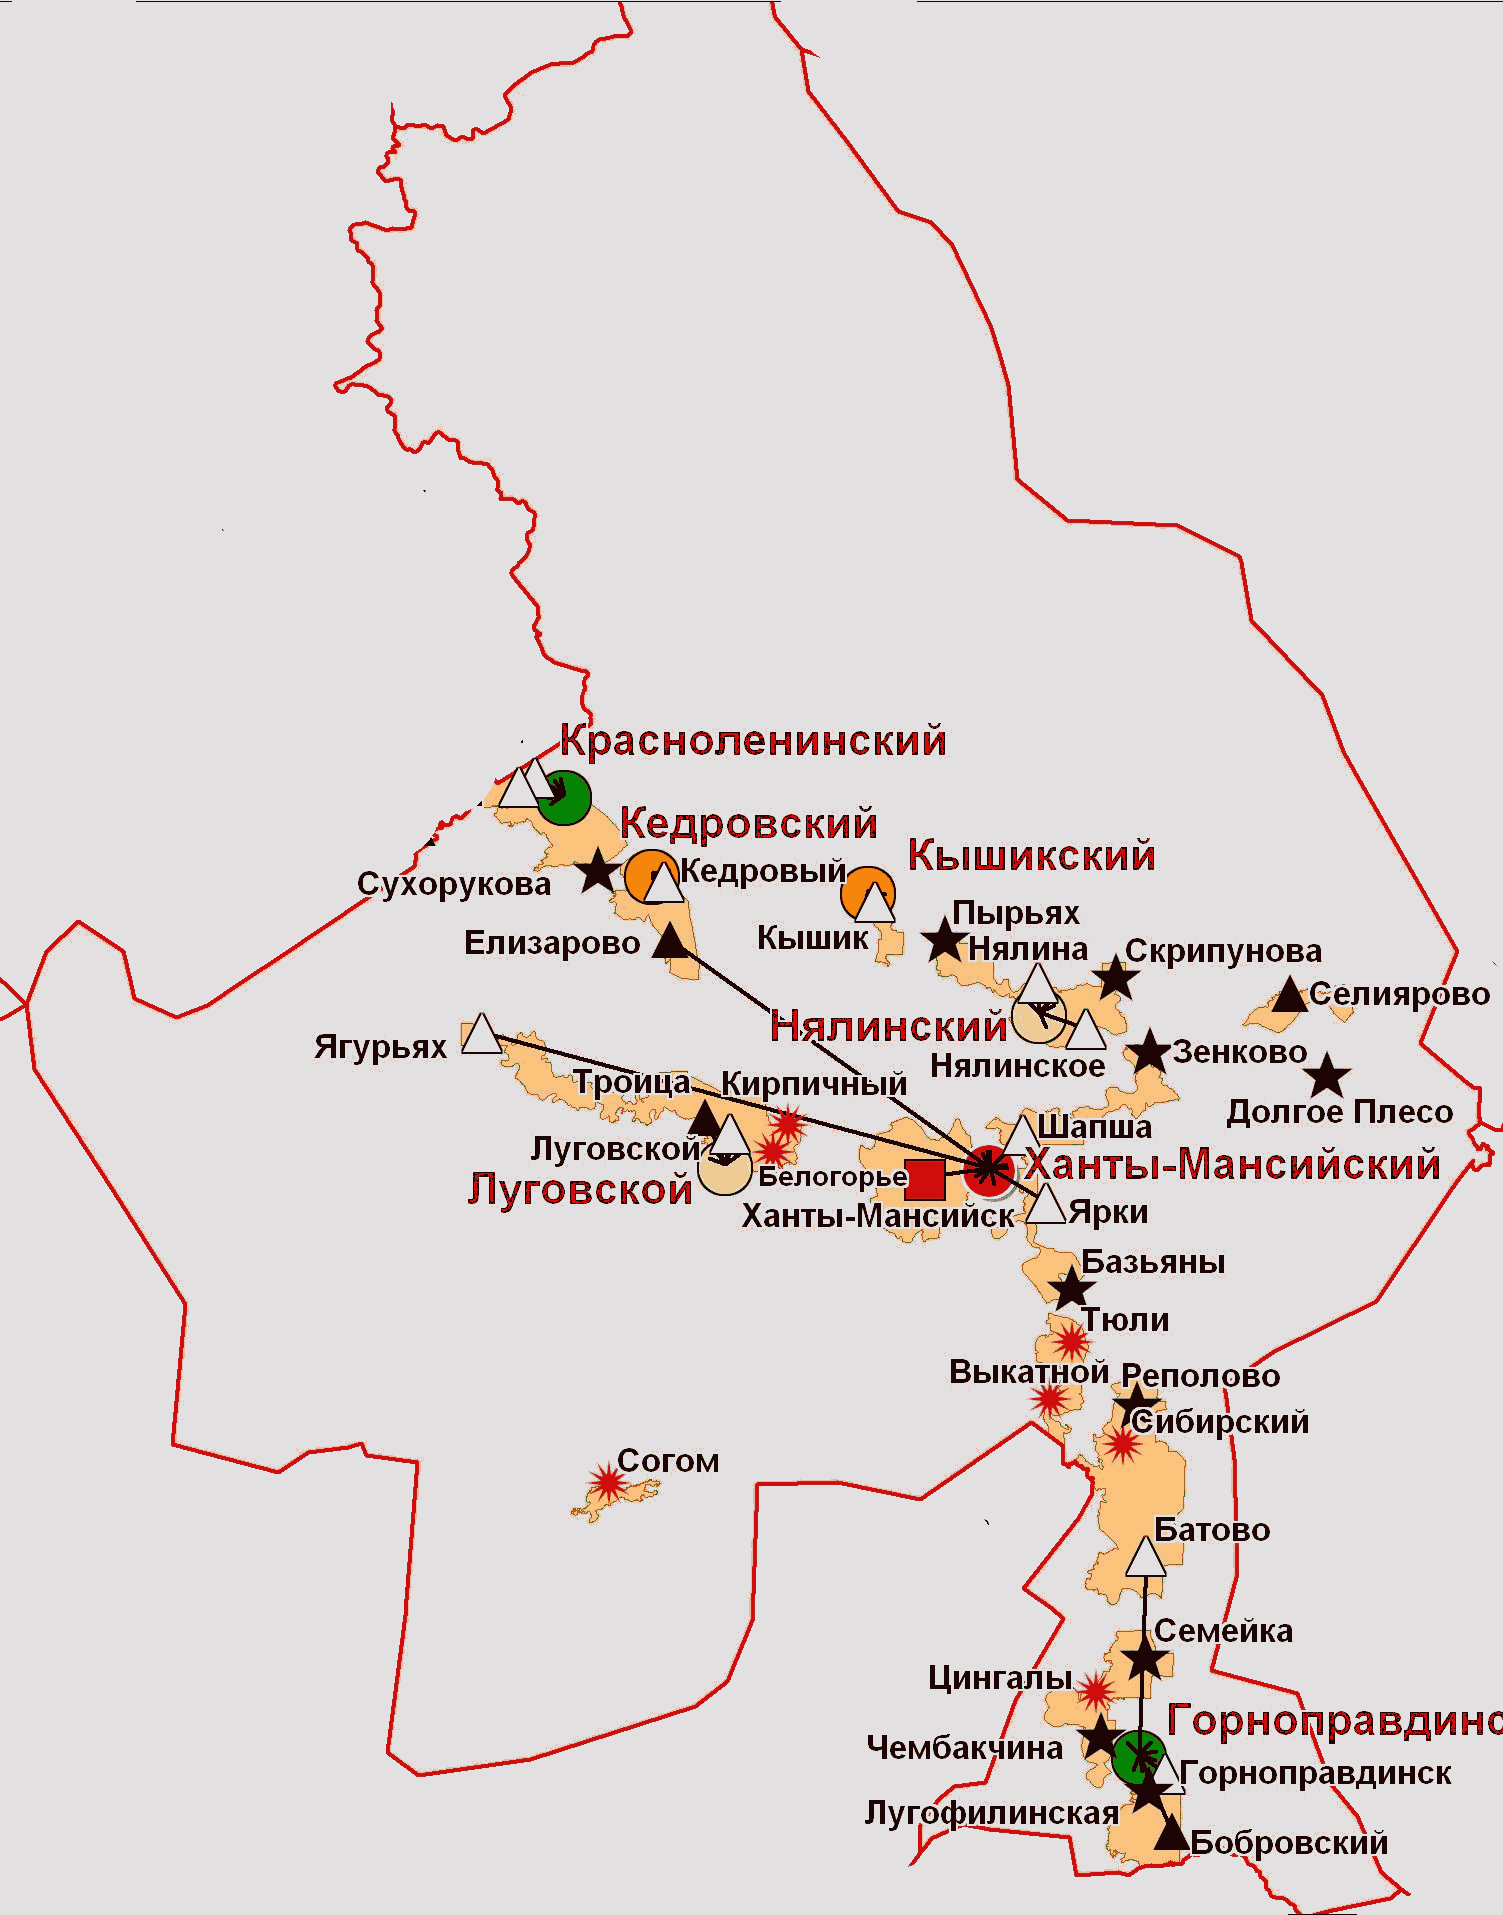 Красноленинский
Кедровский
Кышикский
Кедровый
Сухорукова
Пырьях
Елизарово
Кышик
Нялина
Скрипунова
Селиярово
Нялинский
Ягурьях
Зенково
Нялинское
Троица
Кирпичный
Долгое Плесо
Шапша
Луговской
Ханты-Мансийский
Белогорье
Луговской
Ханты-Мансийск
Ярки
Базьяны
Тюли
Выкатной
Реполово
Сибирский
Согом
Батово
Семейка
Цингалы
Горноправдинс
Чембакчина
Горноправдинск
Лугофилинская
Бобровский